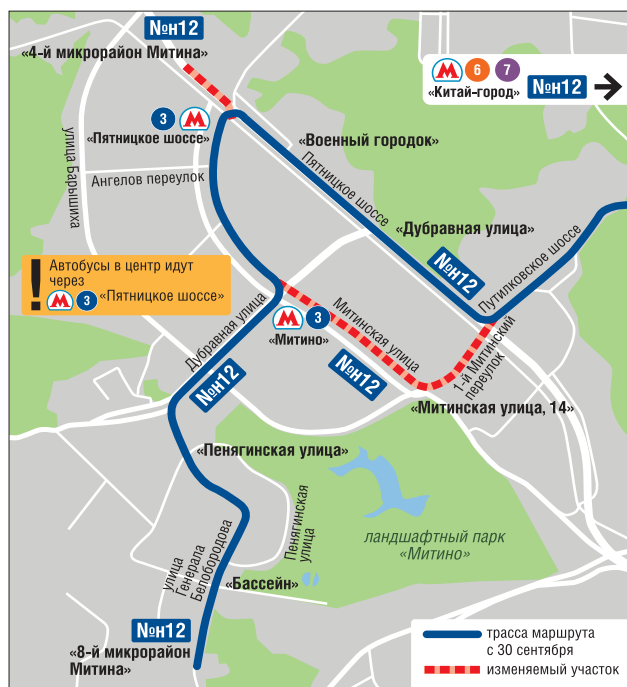 №н12
«4-й микрорайон Митина»
М 6 7
«Китай-город» №н12
3 М
«Пятницкое шоссе»
«Военный городок»
улица Барышиха
Ангелов переулок
Пятницкое шоссе
«Дубравная улица»
№н12
Путилковское шоссе
! Автобусы в центр идут
через
М 3 «Пятницкое шоссе»
Дубравная улица
М 3
«Митино»
Митинская улица
№н12
1-й Митинский
переулок
№н12
«Митинская улица, 14»
«Пенягинская улица»
Пенягинская
улица
ландшафтный парк
«Митино»
улица
Генерала
Белобородова
«Бассейн»
№н12
«8-й микрорайон
Митина»
трасса маршрута
с 30 сентября
изменяемый участок